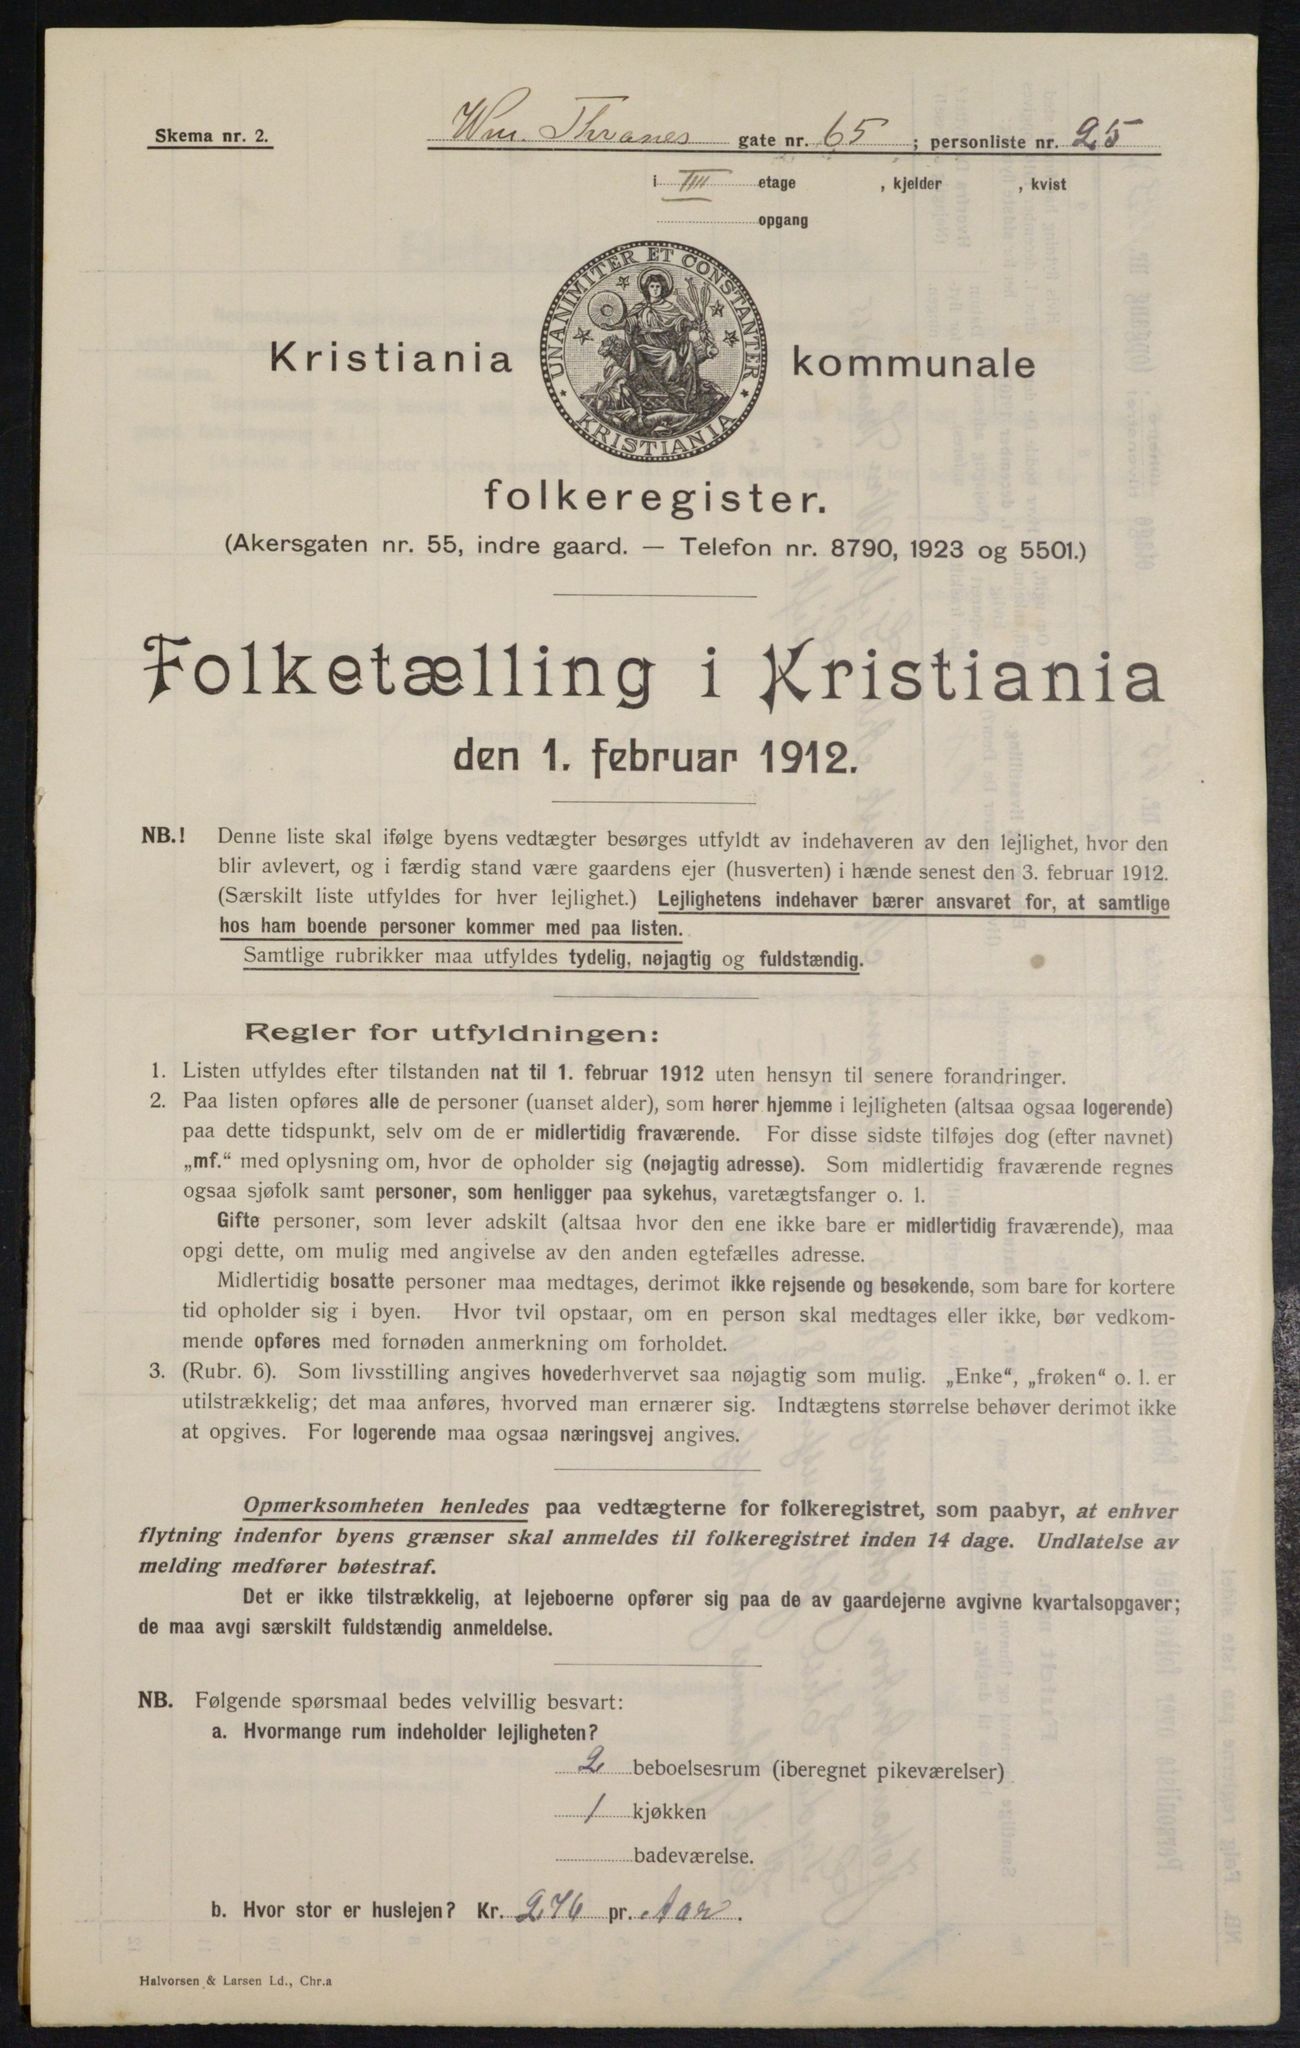 Skema nr. 2.
Wm. Thranes gate nr. 65 ; personliste nr. 25
i III etage , kjelder , kvist
opgang
UNANIMITER ET CONSTANTER
KRISTIANIA
Kristiania kommunale
folkeregister.
(Akersgaten nr. 55, indre gaard. — Telefon nr. 8790, 1923 og 5501.)
Folketælling i Kristiania
den 1. februar 1912.
NB.! Denne liste skal ifølge byens vedtægter besørges utfyldt av indehaveren av den lejlighet, hvor den
blir avlevert, og i færdig stand være gaardens ejer (husverten) i hænde senest den 3. februar 1912.
(Særskilt liste utfyldes for hver lejlighet.) Lejlighetens indehaver bærer ansvaret for, at samtlige
hos ham boende personer kommer med paa listen.
Samtlige rubrikker maa utfyldes tydelig, nøjagtig og fuldstændig.
Regler for utfyldningen:
1. Listen utfyldes efter tilstanden nat til 1. februar 1912 uten hensyn til senere forandringer.
2. Paa listen opføres alle de personer (uanset alder), som hører hjemme i lejligheten (altsaa ogsaa logerende)
paa dette tidspunkt, selv om de er midlertidig fraværende. For disse sidste tilføjes dog (efter navnet)
„mf.“ med oplysning om, hvor de opholder sig (nøjagtig adresse). Som midlertidig fraværende regnes
ogsaa sjøfolk samt personer, som henligger paa sykehus, varetægtsfanger o. l.
Gifte personer, som lever adskilt (altsaa hvor den ene ikke bare er midlertidig fraværende), maa
opgi dette, om mulig med angivelse av den anden egtefælles adresse.
Midlertidig bosatte personer maa medtages, derimot ikke rejsende og besøkende, som bare for kortere
tid opholder sig i byen. Hvor tvil opstaar, om en person skal medtages eller ikke, bør vedkom-
mende opføres med fornøden anmerkning om forholdet.
3. (Rubr. 6). Som livsstilling angives hovederhvervet saa nøjagtig som mulig. „Enke“, „frøken“ o. l. er
utilstrækkelig; det maa anføres, hvorved man ernærer sig. Indtægtens størrelse behøver derimot ikke
at opgives. For logerende maa ogsaa næringsvej angives.
Opmerksomheten henledes paa vedtægterne for folkeregistret, som paabyr, at enhver
flytning indenfor byens grænser skal anmeldes til folkeregistret inden 14 dage. Undlatelse av
melding medfører bøtestraf.
Det er ikke tilstrækkelig, at lejeboerne opfører sig paa de av gaardejerne avgivne kvartalsopgaver;
de maa avgi særskilt fuldstændig anmeldelse.
NB. Følgende spørsmaal bedes velvillig besvart:
a. Hvormange rum indeholder lejligheten?
2 beboelsesrum (iberegnet pikeværelser)
1 kjøkken
badeværelse.
b. Hvor stor er huslejen? Kr. 276 pr. Aar.
Halvorsen & Larsen Ld., Chr.a